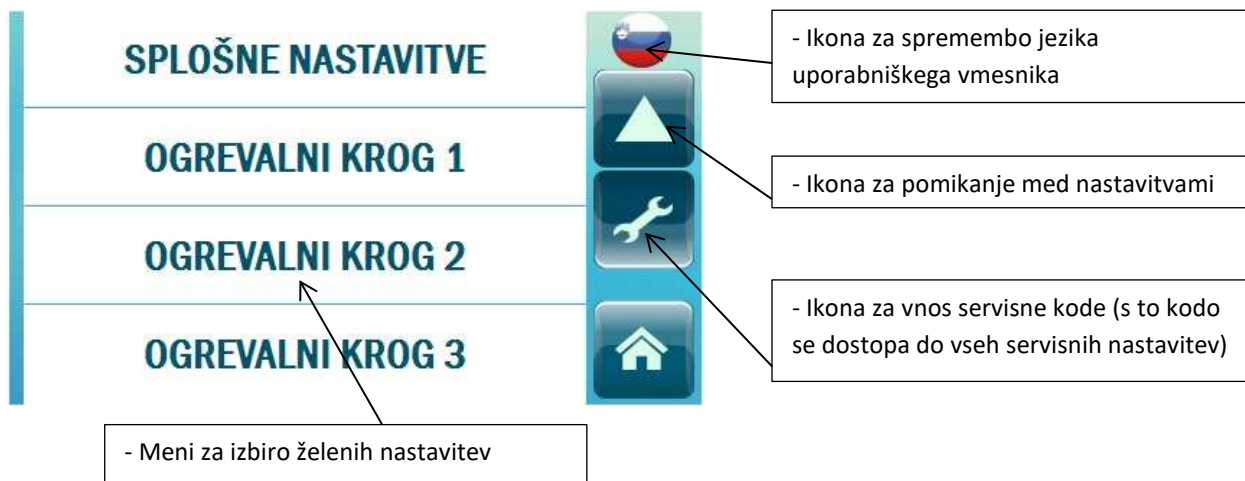 SPLOŠNE NASTAVITVE
OGREVALNI KROG 1
OGREVALNI KROG 2
OGREVALNI KROG 3
- Ikona za spremembo jezika
uporabniškega vmesnika
- Ikona za pomikanje med nastavitvami
- Ikona za vnos servisne kode (s to kodo
se dostopa do vseh servisnih nastavitev)
- Meni za izbiro želenih nastavitev